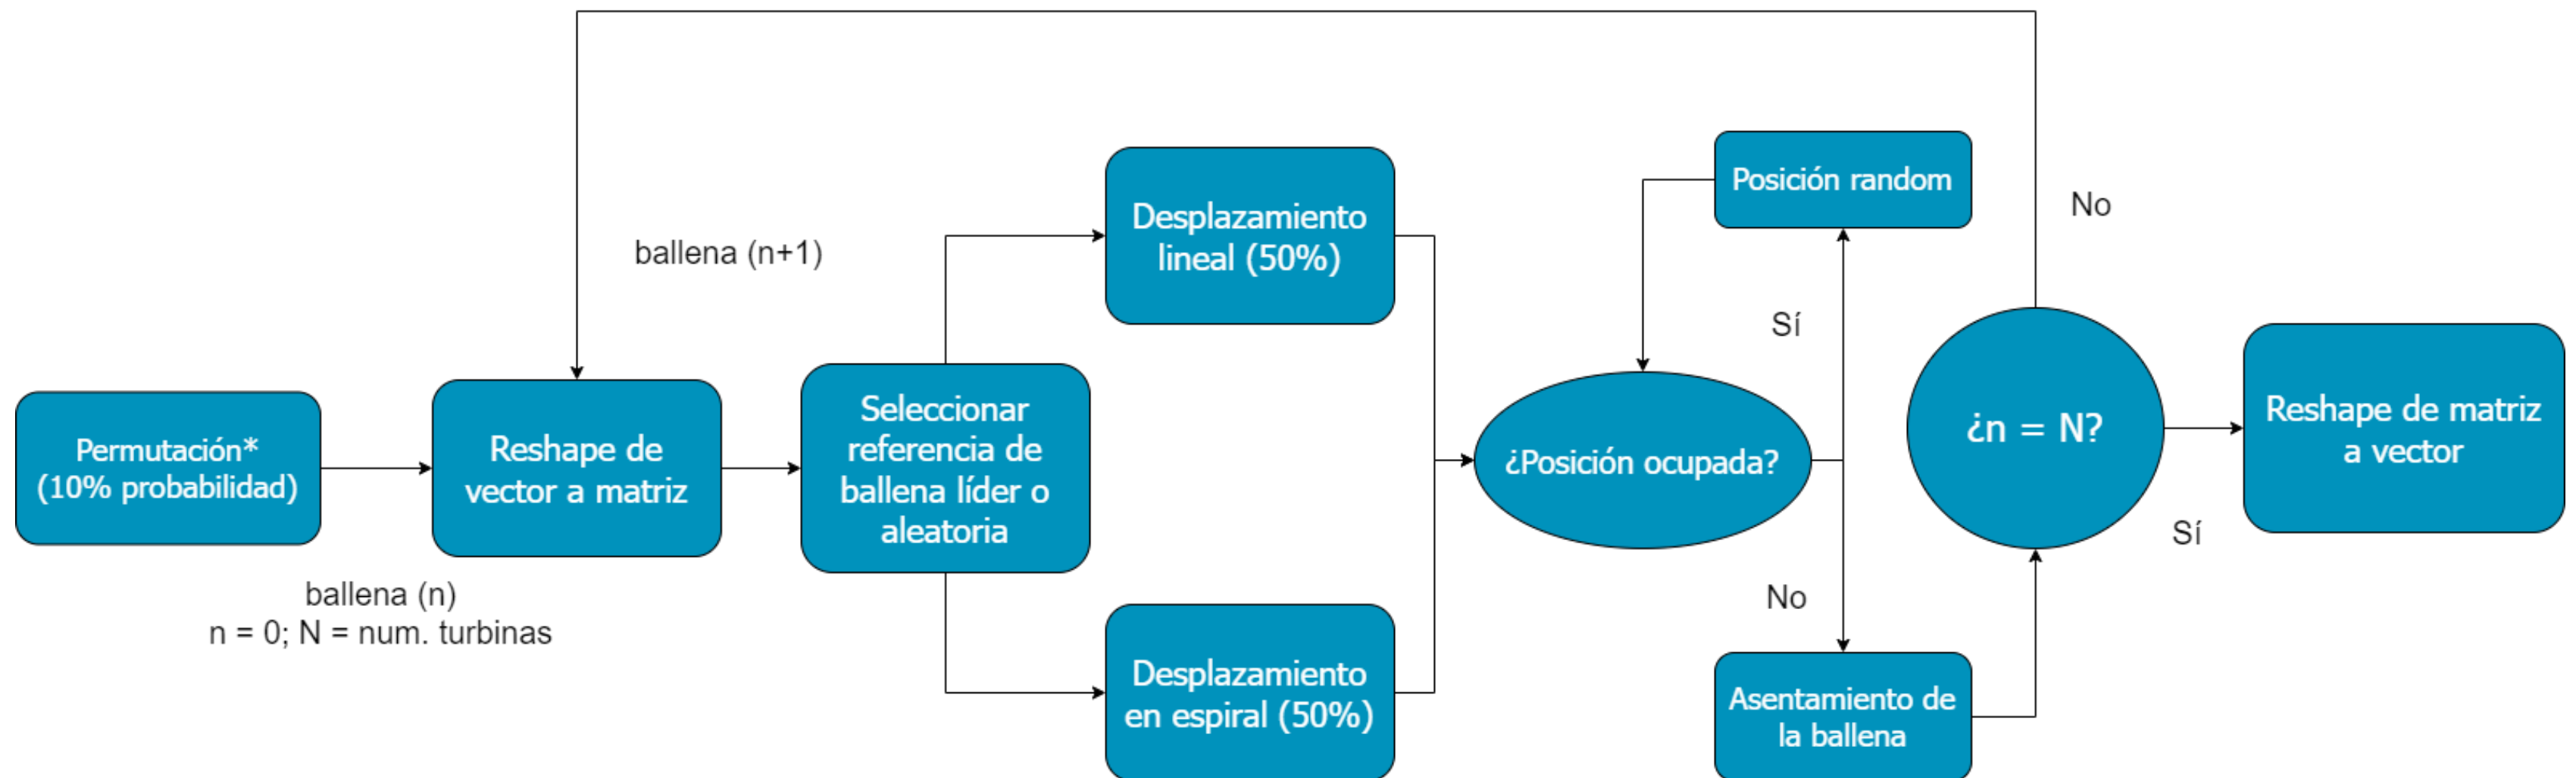 Permutación*
(10% probabilidad)
ballena (n)
n = 0; N = num. turbinas
Reshape de
vector a matriz
ballena (n+1)
Seleccionar
referencia de
ballena líder o
aleatoria
Desplazamiento
lineal (50%)
Desplazamiento
en espiral (50%)
¿Posición ocupada?
Sí
Posición random
No
Asentamiento de
la ballena
¿n = N?
No
Sí
Reshape de matriz
a vector